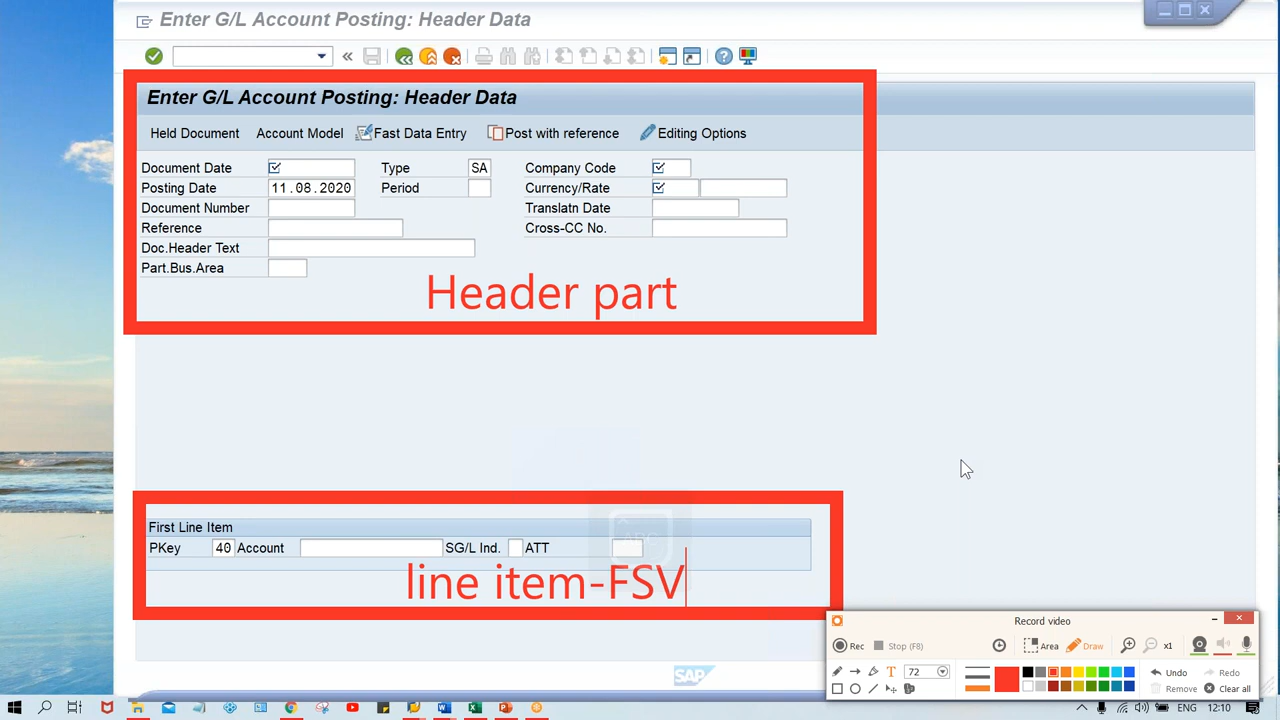 Enter G/L Account Posting: Header Data
Enter G/L Account Posting: Header Data
Held Document Account Model Fast Data Entry Post with reference Editing Options
Document Date Type SA Company Code
Posting Date 11.08.2020 Period Currency/Rate
Document Number Translatn Date
Reference Cross-CC No.
Doc.Header Text
Part.Bus.Area
Header part
First Line Item
PKey 40 Account SG/L Ind. ATT
line item-FSV
Record video
Rec Stop (F8) Area Draw x1
T 72 Undo Redo
Remove Clear all
SAP
ENG 12:10